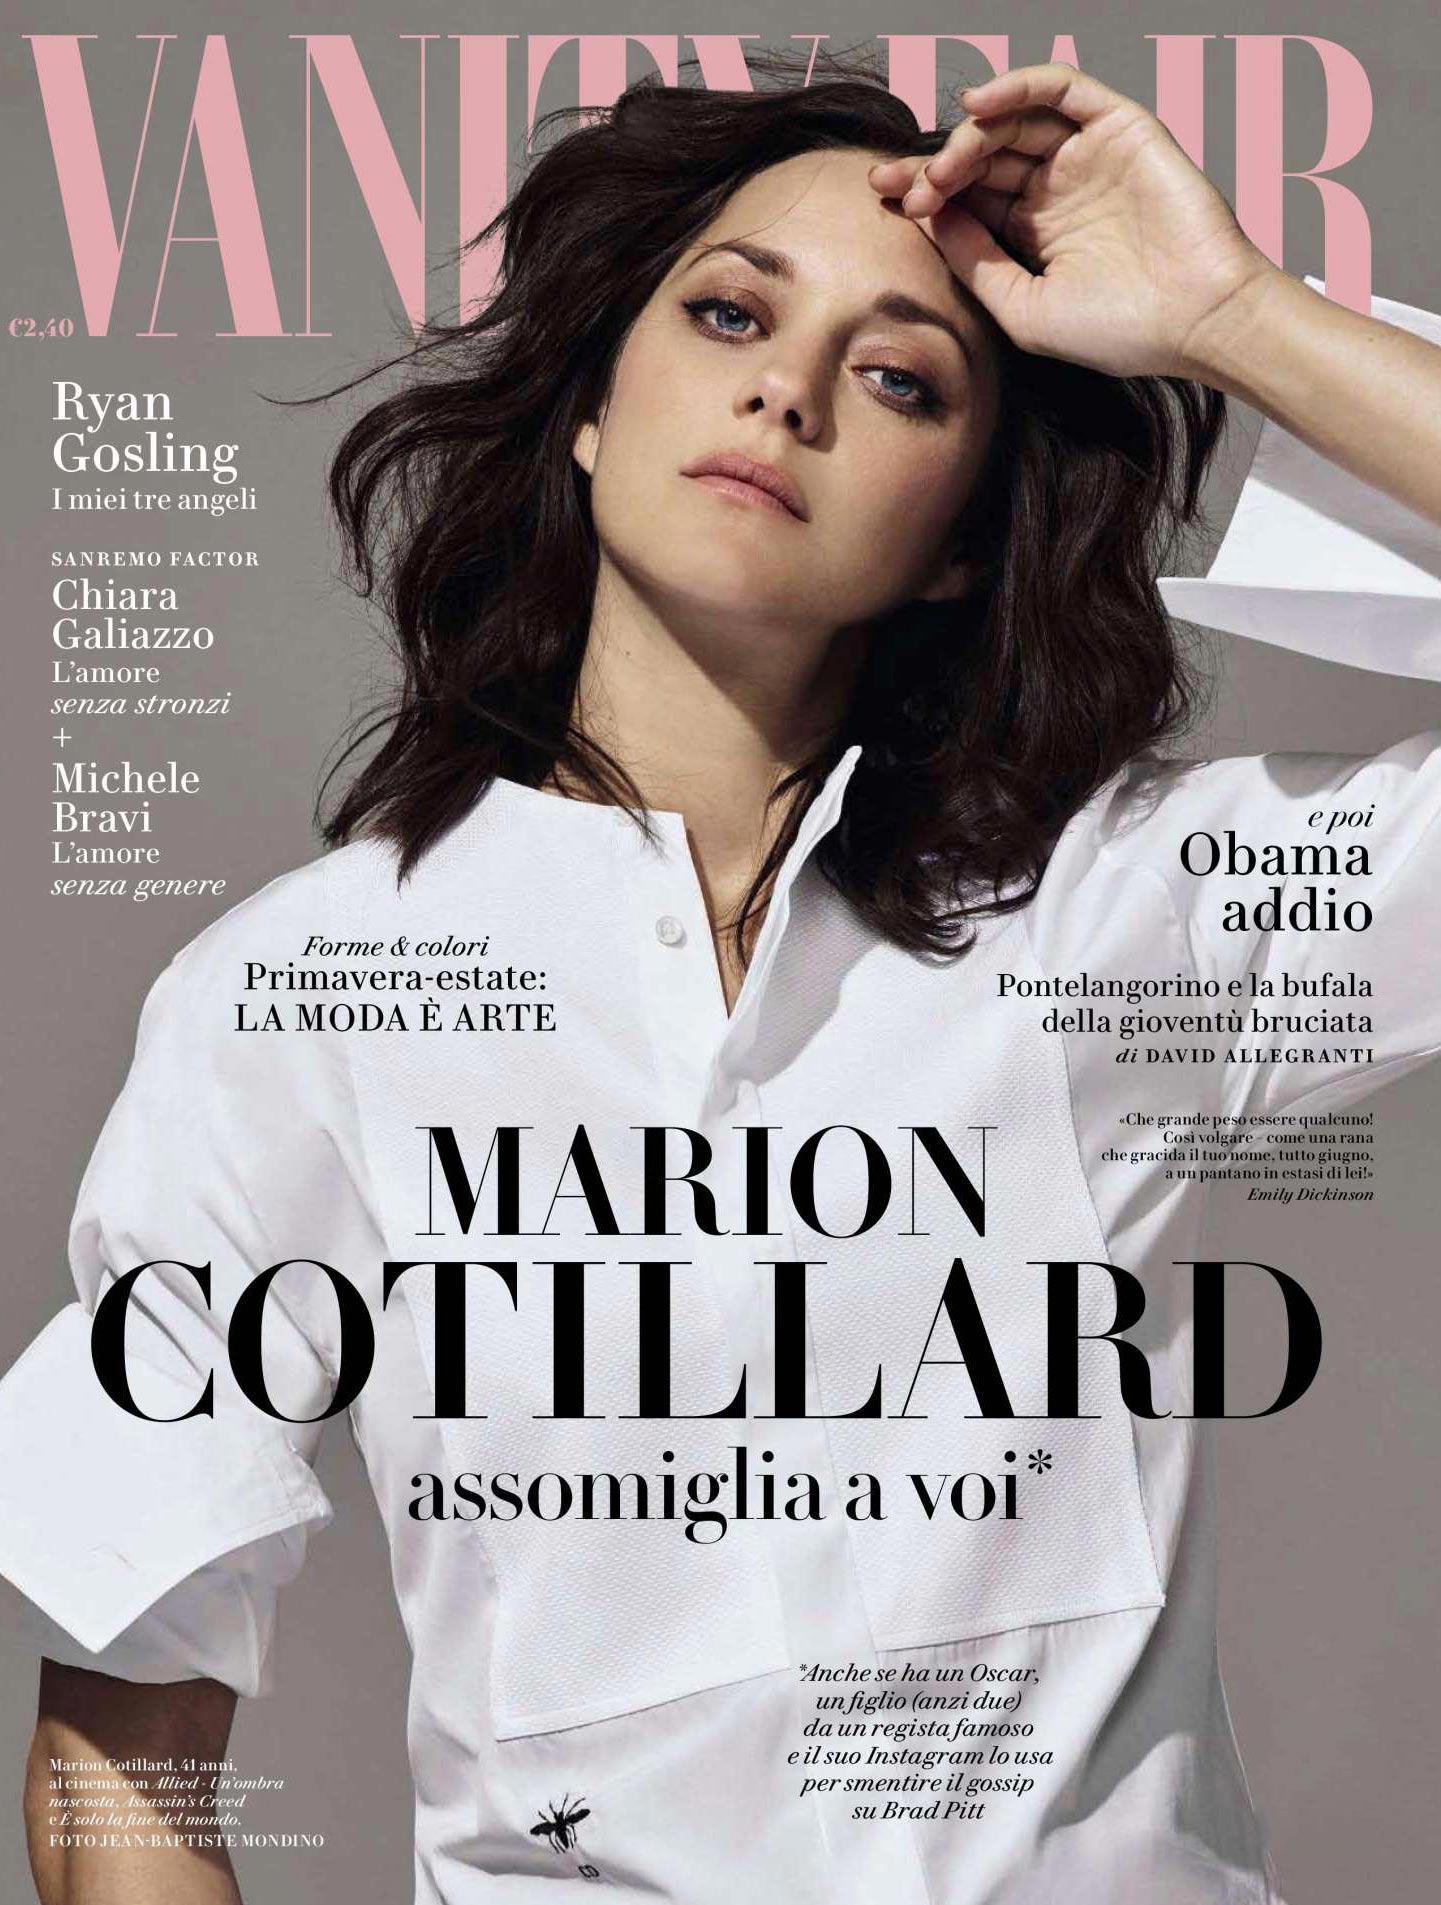 VANITY FAIR
€2,40
Ryan
Gosling
I miei tre angeli
SANREMO FACTOR
Chiara
Galiazzo
L'amore
senza stronzi
+
Michele
Bravi
L'amore
senza genere
Forme & colori
Primavera-estate:
LA MODA È ARTE
e poi
Obama
addio
Pontelangorino e la bufala
della gioventù bruciata
di DAVID ALLEGRANTI
«Che grande peso essere qualcuno!
Così volgare - come una rana
che gracida il tuo nome, tutto giugno,
a un pantano in estasi di lei!»
Emily Dickinson
MARION
COTILLARD
assomiglia a voi*
*Anche se ha un Oscar,
un figlio (anzi due)
da un regista famoso
e il suo Instagram lo usa
per smentire il gossip
su Brad Pitt
Marion Cotillard, 41 anni,
al cinema con Allied - Un'ombra
nascosta, Assassin's Creed
e È solo la fine del mondo.
FOTO JEAN-BAPTISTE MONDINO
CO